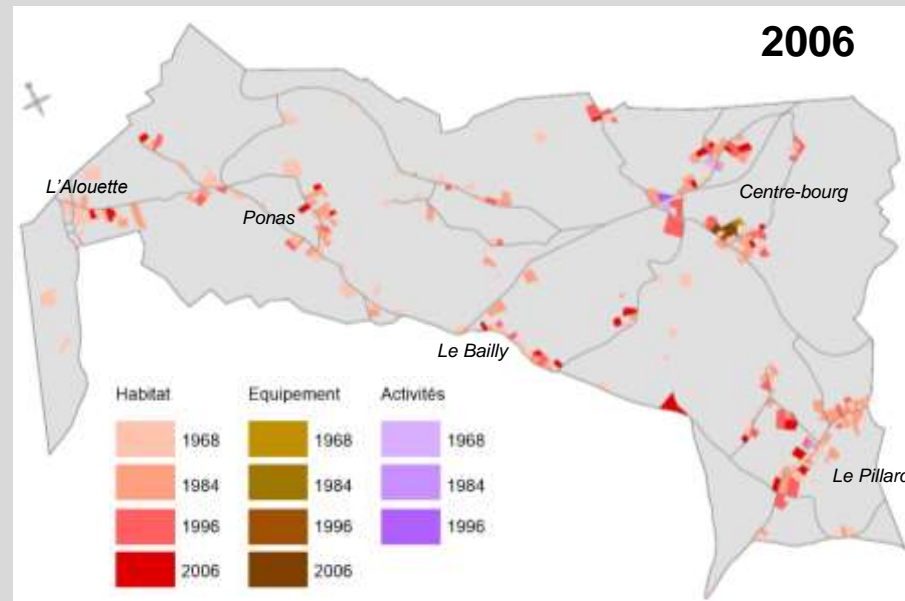 2006
L'Alouette
Ponas
Centre-bourg
Le Bailly
Le Pillard
Habitat Equipement Activités
1968 1968 1968
1984 1984 1984
1996 1996 1996
2006 2006